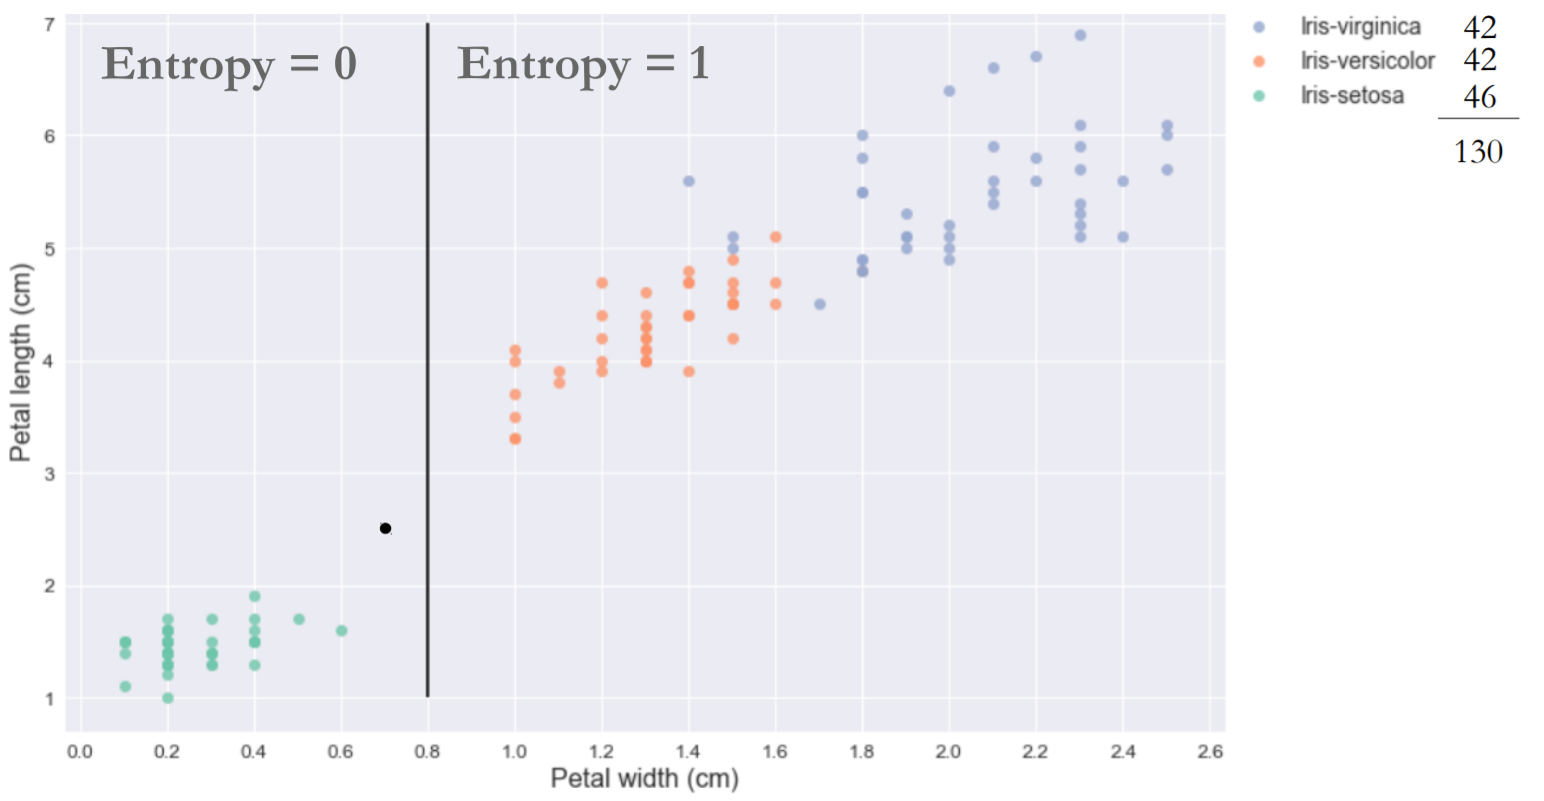 Entropy = 0
Entropy = 1
Iris-virginica 42
Iris-versicolor 42
Iris-setosa 46
130
7
6
5
4
3
2
1
Petal length (cm)
0.0 0.2 0.4 0.6 0.8 1.0 1.2 1.4 1.6 1.8 2.0 2.2 2.4 2.6
Petal width (cm)